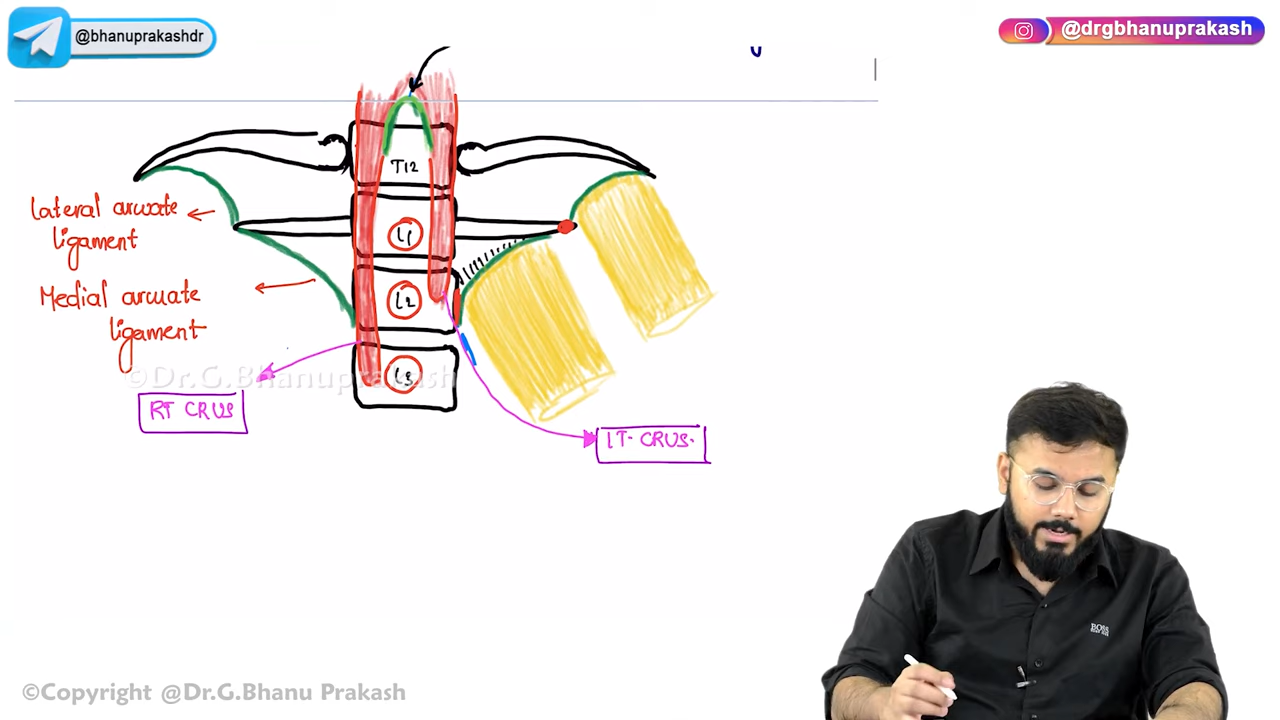 @bhanuprakashdr
@drgbhanuprakash
T12
Lateral arcuate
ligament
L1
Medial arcuate
ligament
L2
L3
©Dr.G.Bhanuprakash
RT CRUS
LT. CRUS.
BOSS
©Copyright @Dr.G.Bhanu Prakash